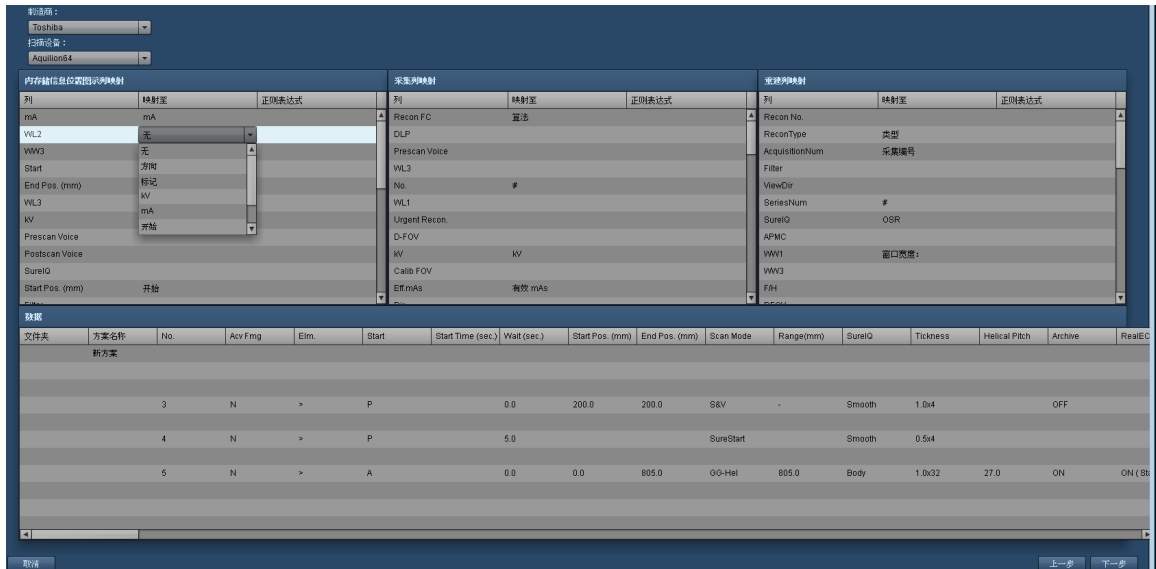 制造商：
Toshiba
扫描设备：
Aquilion64
内存储信息位置图示列映射
列 映射至 正则表达式
mA mA
WL2 无
WW3
Start
End Pos. (mm)
WL3
kV
Prescan Voice
Postscan Voice
SureIQ
Start Pos. (mm) 开始
无
方向
标记
kV
mA
开始
采集列映射
列 映射至 正则表达式
Recon FC 算法
DLP
Prescan Voice
WL3
No. #
WL1
Urgent Recon.
D-FOV
kV kV
Calib FOV
Eff.mAs 有效 mAs
重建列映射
列 映射至 正则表达式
Recon No.
ReconType 类型
AcquisitionNum 采集编号
Filter
ViewDir
SeriesNum #
SureIQ OSR
APMC
WW1 窗口宽度：
WW3
F/H
数据
文件夹 方案名称 No. Acv Fmg Elm. Start Start Time (sec.) Wait (sec.) Start Pos. (mm) End Pos. (mm) Scan Mode Range(mm) SureIQ Tickness Helical Pitch Archive RealEC
新方案
3 N > P 0.0 200.0 200.0 S&V - Smooth 1.0x4 OFF
4 N > P 5.0 SureStart Smooth 0.5x4
5 N > A 0.0 0.0 805.0 GG-Hel 805.0 Body 1.0x32 27.0 ON ON ( Sta
取消 上一步 下一步